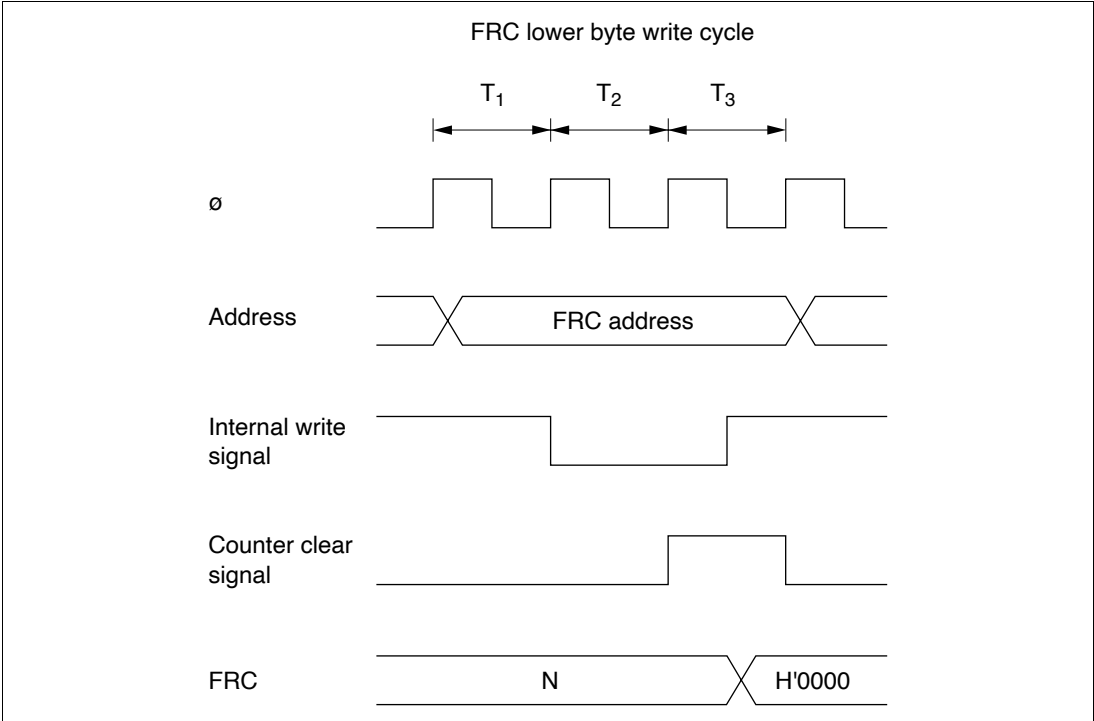 FRC lower byte write cycle
T1 T2 T3
ø
Address
FRC address
Internal write
signal
Counter clear
signal
FRC
N
H'0000